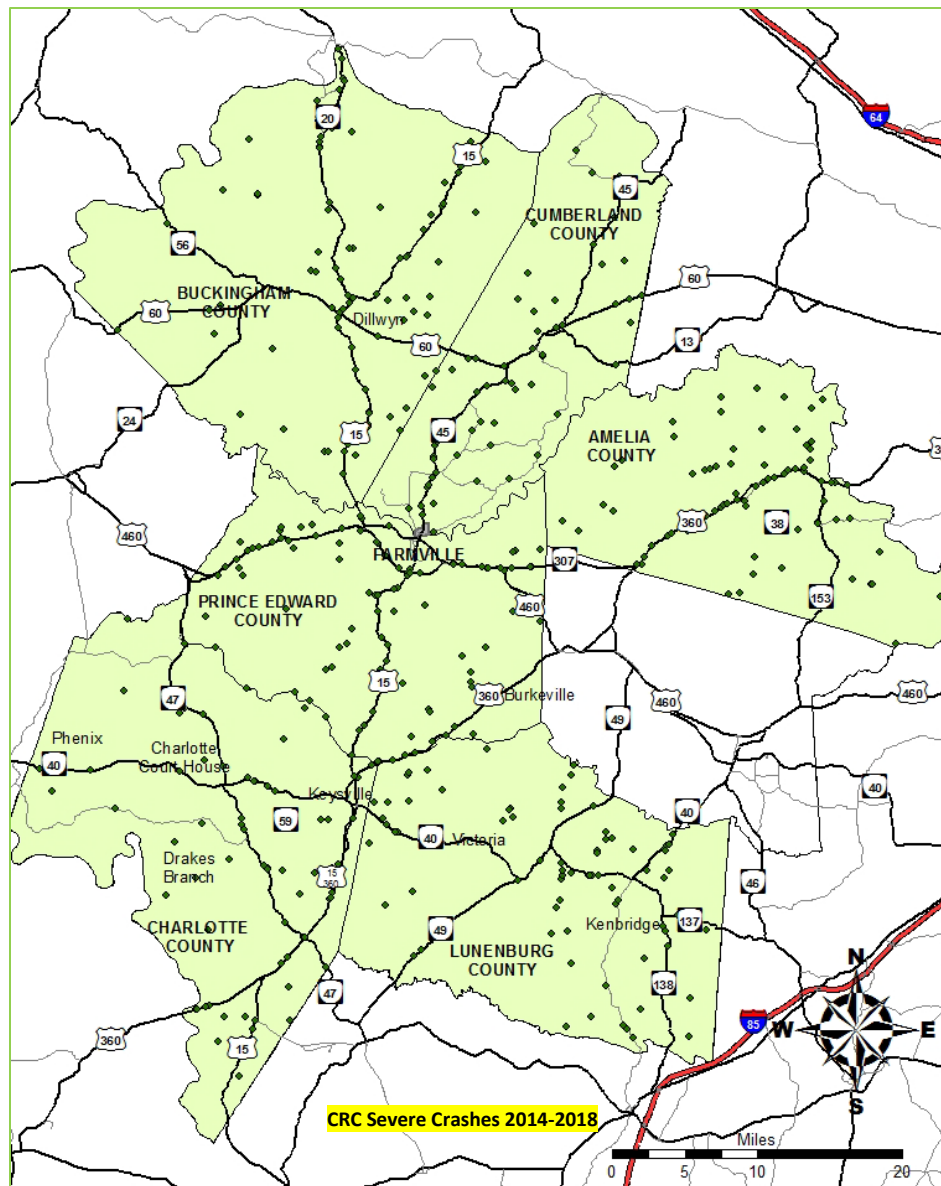 64
20
15
45
CUMBERLAND
COUNTY
56
60
BUCKINGHAM
COUNTY
60
Dillwyn
13
60
24
15
45
AMELIA
COUNTY
3
460
360
38
FARMVILLE
307
153
PRINCE EDWARD
COUNTY
460
47
15
360
Burkeville
460
460
49
Phenix
40
Charlotte
Court House
Keysville
40
59
40
Victoria
40
Drakes
Branch
15
360
46
CHARLOTTE
COUNTY
49
LUNENBURG
COUNTY
Kenbridge
137
47
138
N
W
E
S
85
360
15
CRC Severe Crashes 2014-2018
Miles
0
5
10
20